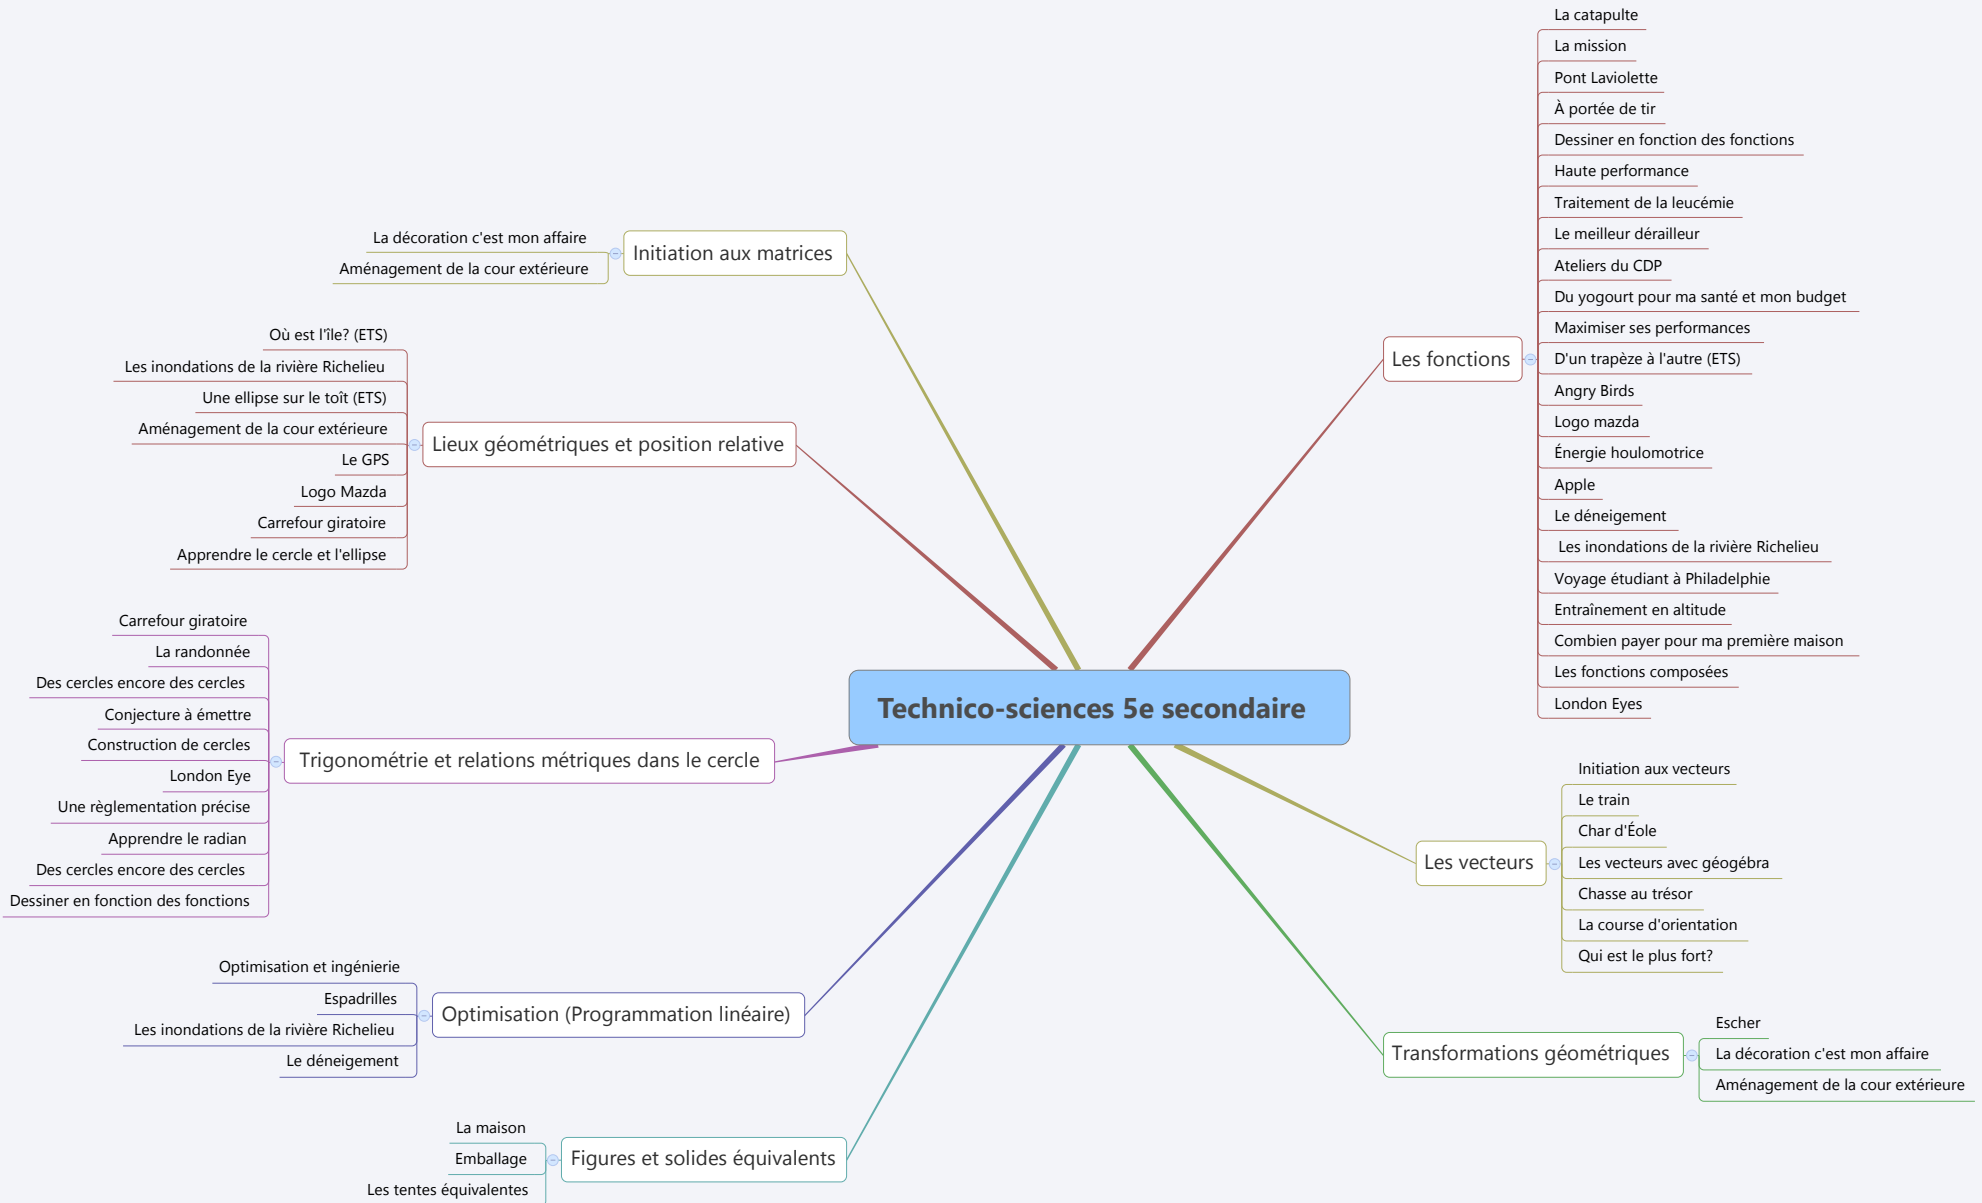 Technico-sciences 5e secondaire
Les fonctions
La catapulte
La mission
Pont Laviolette
À portée de tir
Dessiner en fonction des fonctions
Haute performance
Traitement de la leucémie
Le meilleur dérailleur
Ateliers du CDP
Du yogourt pour ma santé et mon budget
Maximiser ses performances
D'un trapèze à l'autre (ETS)
Angry Birds
Logo mazda
Énergie houlomotrice
Apple
Le déneigement
Les inondations de la rivière Richelieu
Voyage étudiant à Philadelphie
Entraînement en altitude
Combien payer pour ma première maison
Les fonctions composées
London Eyes
Les vecteurs
Initiation aux vecteurs
Le train
Char d'Éole
Les vecteurs avec géogébra
Chasse au trésor
La course d'orientation
Qui est le plus fort?
Transformations géométriques
Escher
La décoration c'est mon affaire
Aménagement de la cour extérieure
Initiation aux matrices
La décoration c'est mon affaire
Aménagement de la cour extérieure
Lieux géométriques et position relative
Où est l'île? (ETS)
Les inondations de la rivière Richelieu
Une ellipse sur le toît (ETS)
Aménagement de la cour extérieure
Le GPS
Logo Mazda
Carrefour giratoire
Apprendre le cercle et l'ellipse
Trigonométrie et relations métriques dans le cercle
Carrefour giratoire
La randonnée
Des cercles encore des cercles
Conjecture à émettre
Construction de cercles
London Eye
Une règlementation précise
Apprendre le radian
Des cercles encore des cercles
Dessiner en fonction des fonctions
Optimisation (Programmation linéaire)
Optimisation et ingénierie
Espadrilles
Les inondations de la rivière Richelieu
Le déneigement
Figures et solides équivalents
La maison
Emballage
Les tentes équivalentes